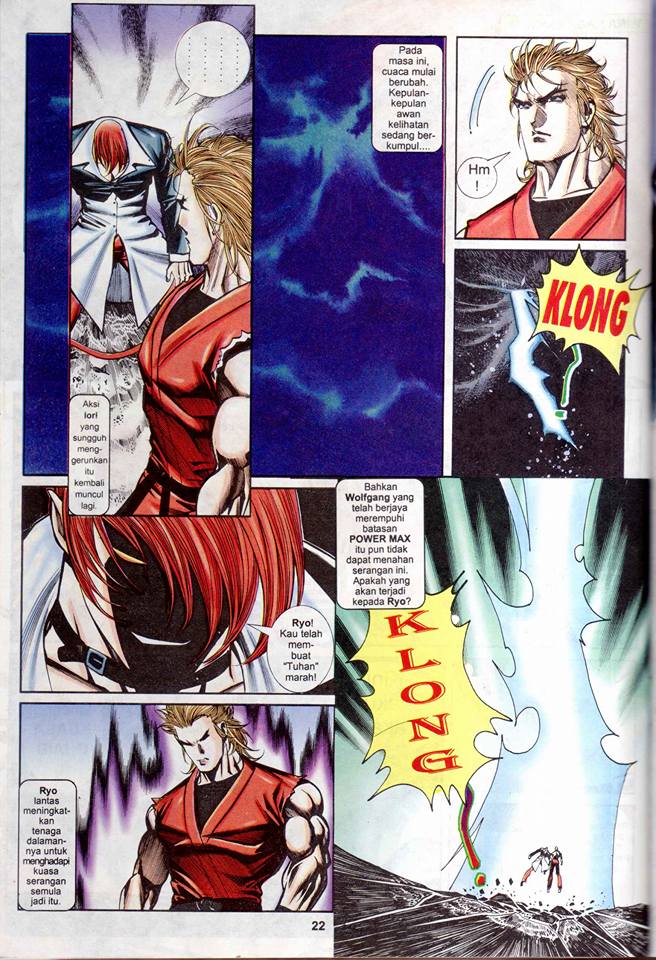 . . . . .
Pada
masa ini,
cuaca mulai
berubah.
Kepulan-
kepulan
awan
kelihatan
sedang ber-
kumpul....
Hm
!
KLONG
!
Aksi
Iori
yang
sungguh
meng-
gerunkan
itu
kembali
muncul
lagi.
Ryo!
Kau telah
mem-
buat
"Tuhan"
marah!
Bahkan
Wolfgang yang
telah berjaya
merempuhi
batasan
POWER MAX
itu pun tidak
dapat menahan
serangan ini.
Apakah yang
akan terjadi
kepada Ryo?
KLONG
!
Ryo
lantas
meningkat-
kan
tenaga
dalaman-
nya untuk
menghadapi
kuasa
serangan
semula
jadi itu.
22